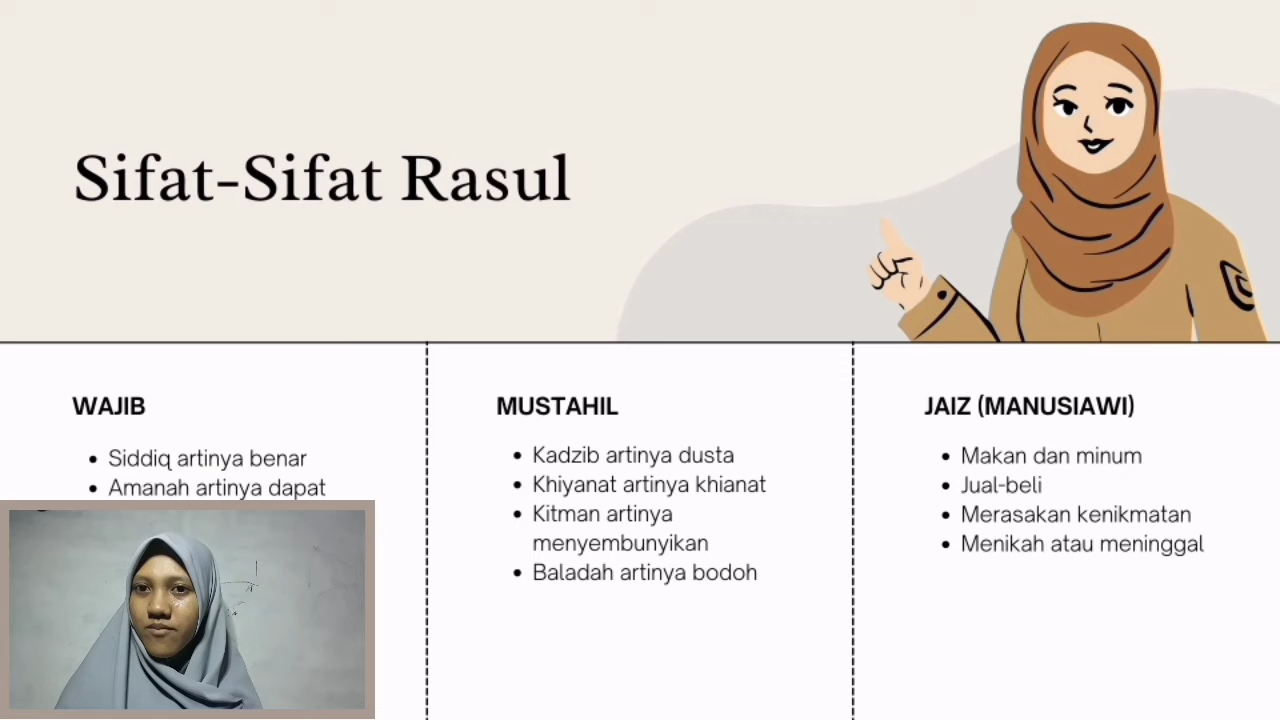 Sifat-Sifat Rasul
WAJIB
Siddiq artinya benar
Amanah artinya dapat
MUSTAHIL
Kadzib artinya dusta
Khiyanat artinya khianat
Kitman artinya
menyembunyikan
Baladah artinya bodoh
JAIZ (MANUSIAWI)
Makan dan minum
Jual-beli
Merasakan kenikmatan
Menikah atau meninggal